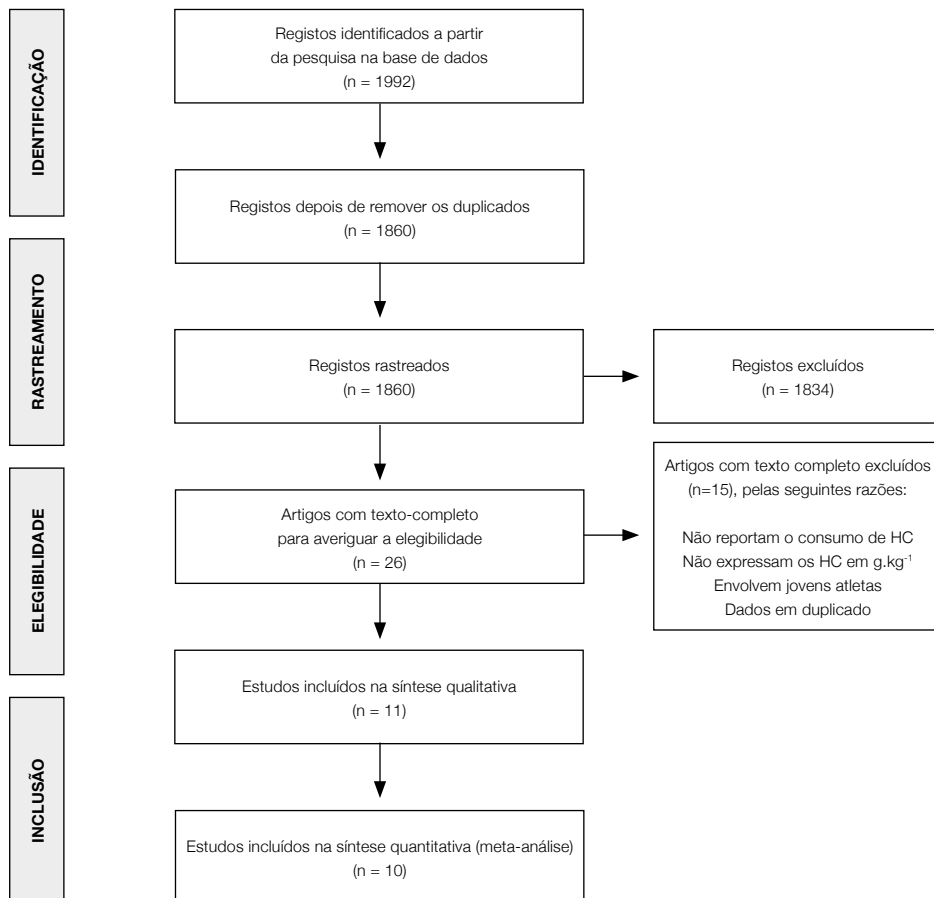 IDENTIFICAÇÃO
Registos identificados a partir
da pesquisa na base de dados
(n = 1992)
Registos depois de remover os duplicados
(n = 1860)
RASTREAMENTO
Registos rastreados
(n = 1860)
Registos excluídos
(n = 1834)
ELEGIBILIDADE
Artigos com texto-completo
para averiguar a elegibilidade
(n = 26)
Artigos com texto completo excluídos
(n=15), pelas seguintes razões:
Não reportam o consumo de HC
Não expressam os HC em g.kg⁻¹
Envolvem jovens atletas
Dados em duplicado
Estudos incluídos na síntese qualitativa
(n = 11)
INCLUSÃO
Estudos incluídos na síntese quantitativa (meta-análise)
(n = 10)